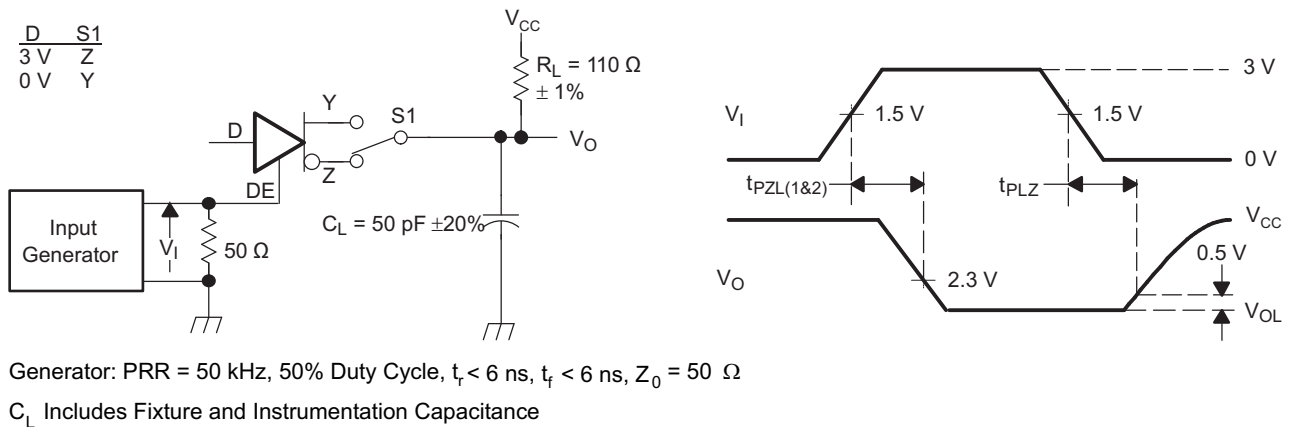 D S1
3 V Z
0 V Y
V_CC
R_L = 110 Ω
± 1%
Y
S1
D
V_O
Z
DE
C_L = 50 pF ±20%
Input
Generator
V_I
50 Ω
3 V
V_I
1.5 V
1.5 V
0 V
t_PZL(1&2)
t_PLZ
V_CC
0.5 V
V_O
2.3 V
V_OL
Generator: PRR = 50 kHz, 50% Duty Cycle, t_r < 6 ns, t_f < 6 ns, Z_0 = 50 Ω
C_L Includes Fixture and Instrumentation Capacitance